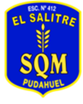 ESC. Nº 412
EL SALITRE
SQM
PUDAHUEL